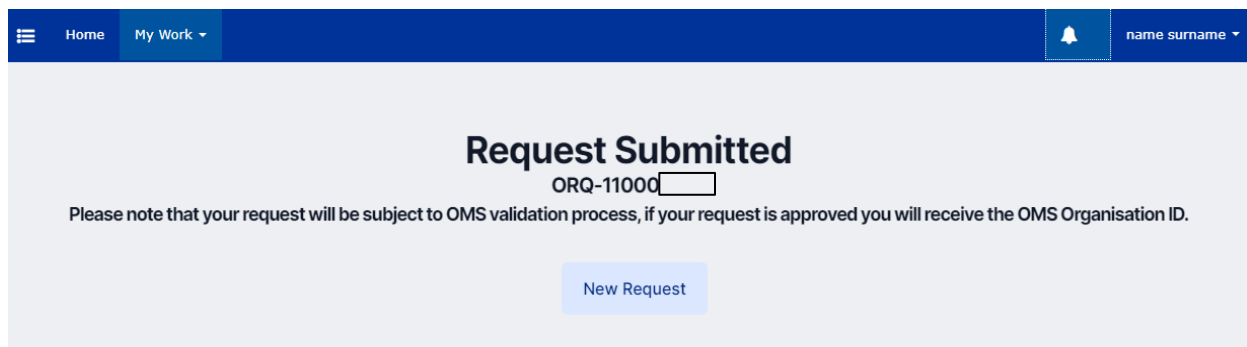 Home My Work name surname
Request Submitted
ORQ-11000
Please note that your request will be subject to OMS validation process, if your request is approved you will receive the OMS Organisation ID.
New Request